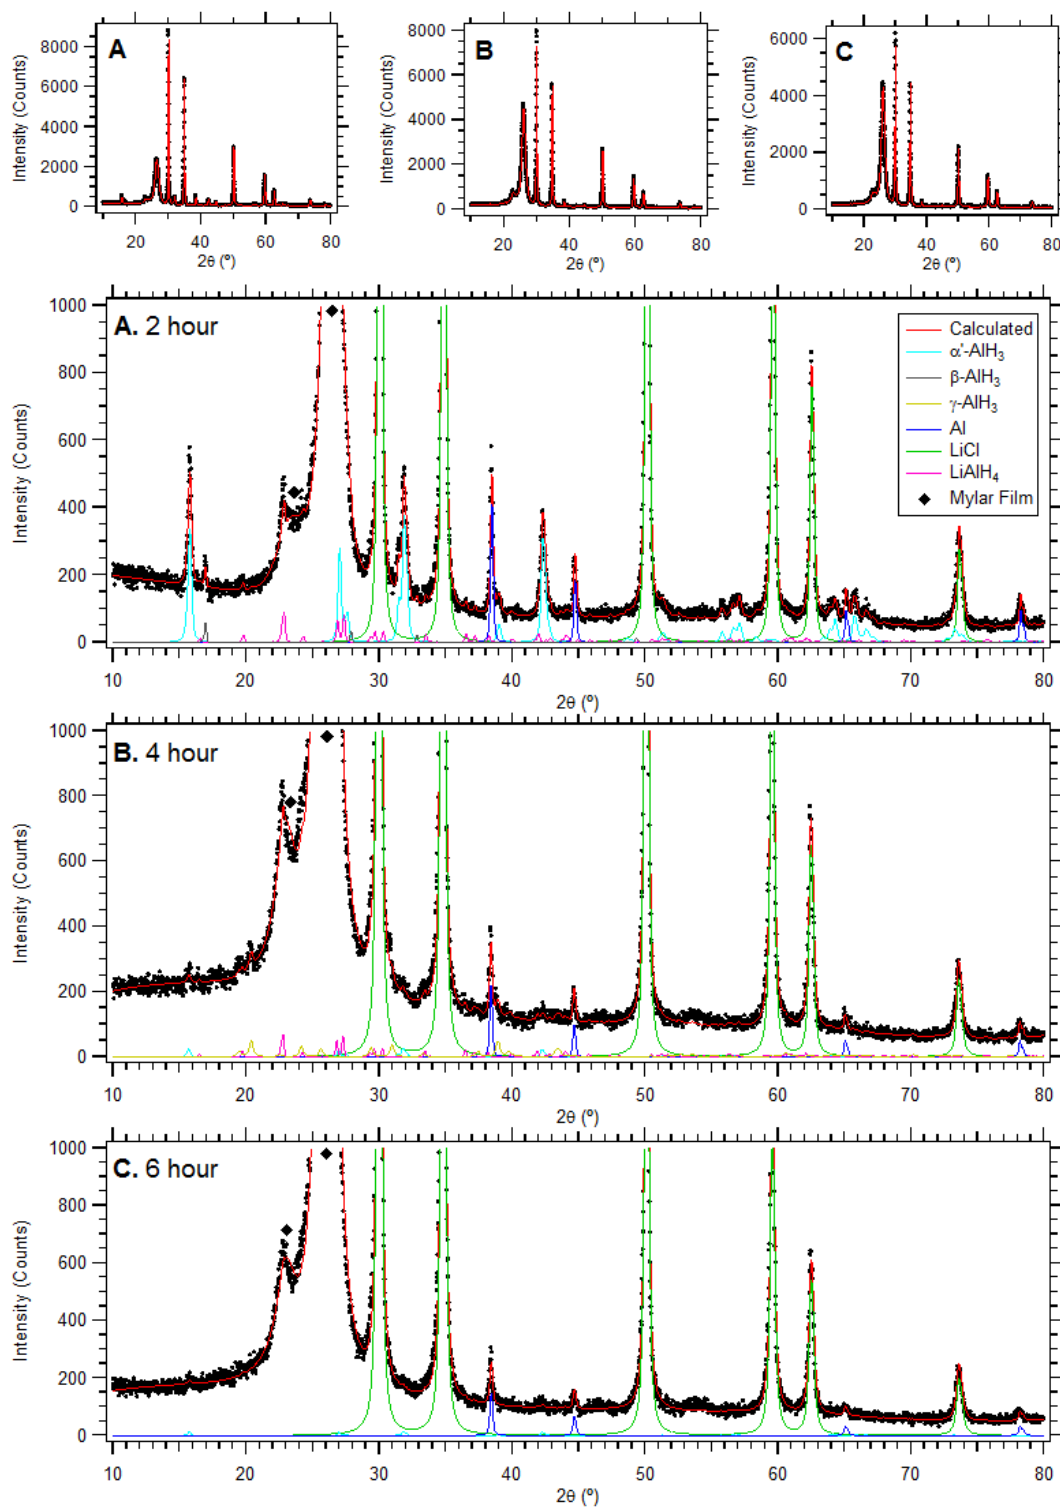 A
Intensity (Counts)
8000
6000
4000
2000
0
20 40 60 80
2θ (º)
B
Intensity (Counts)
8000
6000
4000
2000
0
20 40 60 80
2θ (º)
C
Intensity (Counts)
6000
4000
2000
0
20 40 60 80
2θ (º)
A. 2 hour
Intensity (Counts)
1000
800
600
400
200
0
10 20 30 40 50 60 70 80
2θ (º)
Calculated
α'-AlH₃
β-AlH₃
γ-AlH₃
Al
LiCl
LiAlH₄
Mylar Film
B. 4 hour
Intensity (Counts)
1000
800
600
400
200
0
10 20 30 40 50 60 70 80
2θ (º)
C. 6 hour
Intensity (Counts)
1000
800
600
400
200
0
10 20 30 40 50 60 70 80
2θ (º)